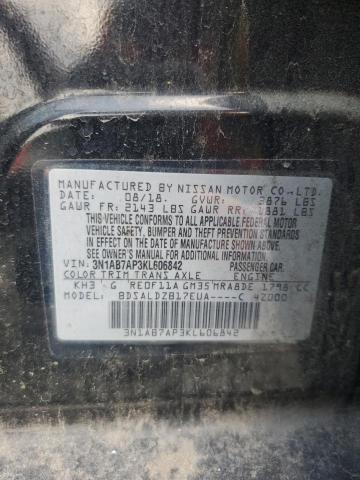 MANUFACTURED BY NISSAN MOTOR CO.,LTD.
DATE: 08/18. GVWR: 3876 LBS
GAWR FR: 2143 LBS GAWR RR: 1881 LBS
THIS VEHICLE CONFORMS TO ALL
APPLICABLE FEDERAL MOTOR
VEHICLE SAFETY, BUMPER AND THEFT
PREVENTION STANDARDS IN EFFECT
ON THE DATE OF MANUFACTURE SHOWN ABOVE.
SEE OWNER'S MANUAL FOR ADDITIONAL
INFORMATION
VIN: 3N1AB7AP3KL606842 PASSENGER CAR.
COLOR TRIM TRANS AXLE ENGINE
KH3 G RE0F11A GM35 MRA8DE 1798 CC
MODEL: BDSALDZB17EUA----C 42000
3N1AB7AP3KL606842